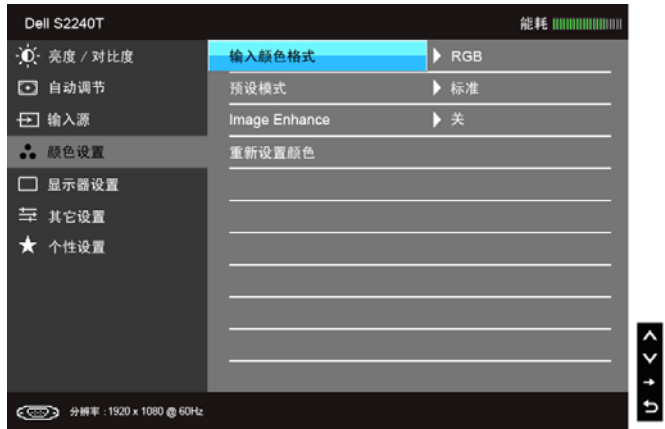 Dell S2240T
能耗
亮度 / 对比度
输入颜色格式
RGB
自动调节
预设模式
标准
输入源
Image Enhance
关
颜色设置
重新设置颜色
显示器设置
其它设置
个性设置
分辨率 : 1920 x 1080 @ 60Hz